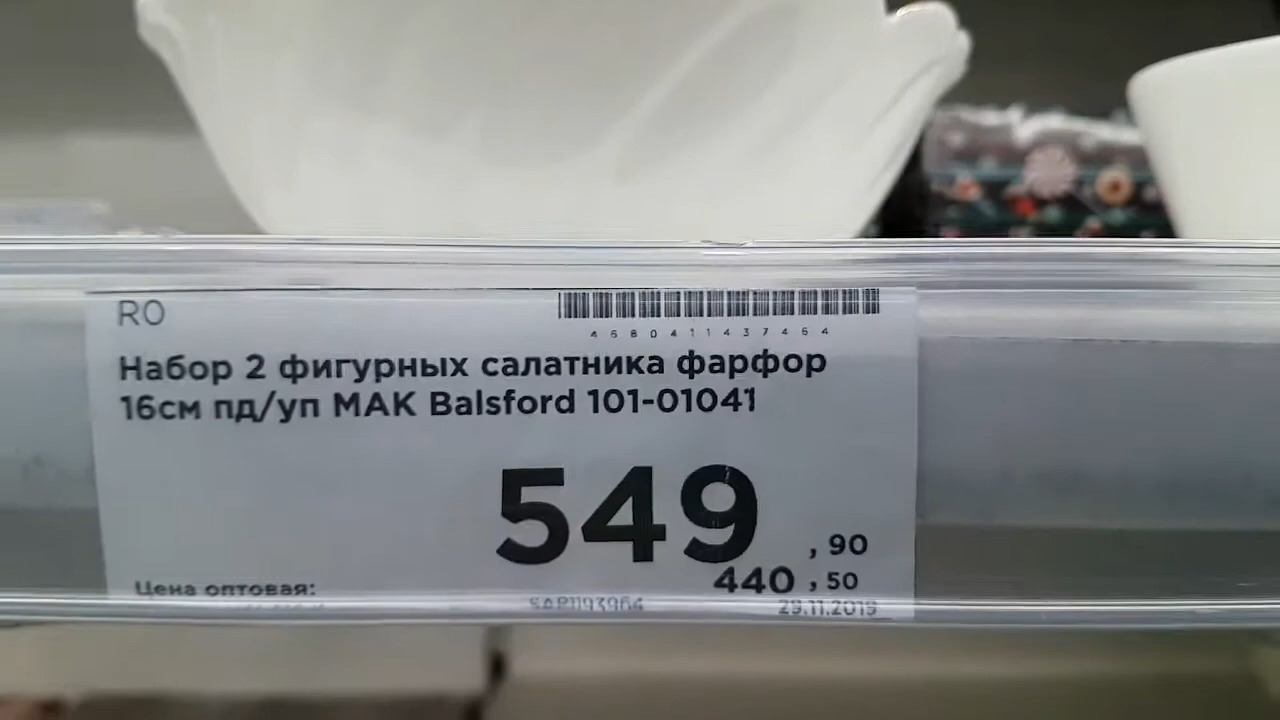 RO
4680411437464
Набор 2 фигурных салатника фарфор
16см пд/уп МАК Balsford 101-01041
549,90
Цена оптовая: 440,50
SAP1193964 29.11.2019